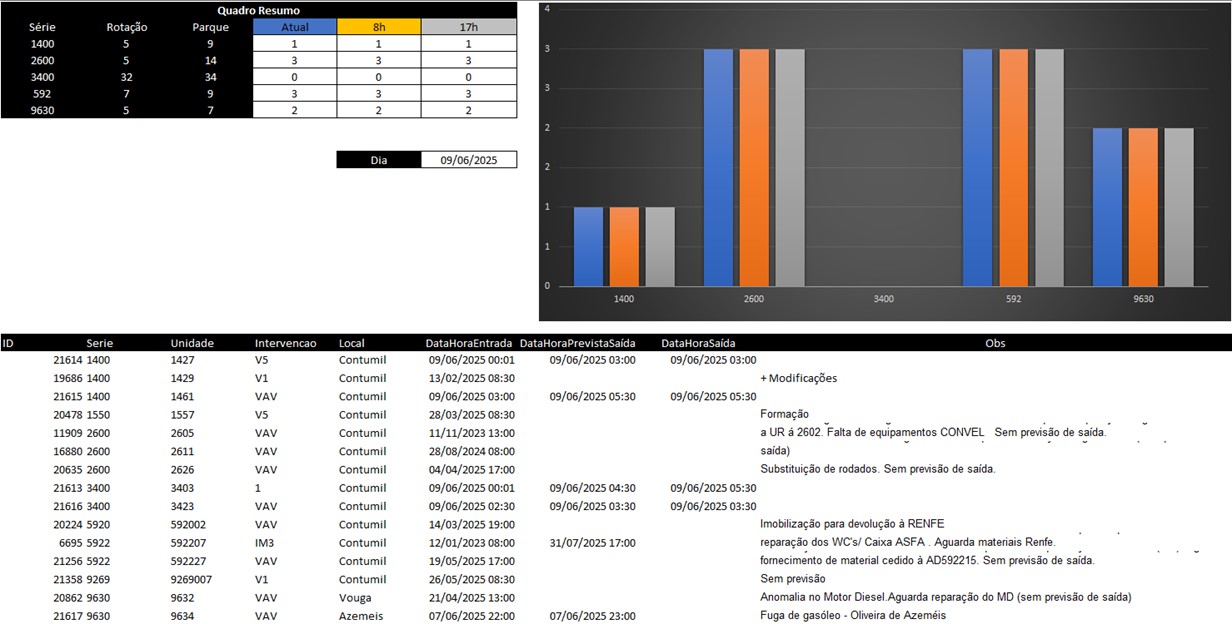 Quadro Resumo
Série Rotação Parque Atual 8h 17h
1400 5 9 1 1 1
2600 5 14 3 3 3
3400 32 34 0 0 0
592 7 9 3 3 3
9630 5 7 2 2 2
Dia 09/06/2025
4
3
3
2
2
1
1
0
1400 2600 3400 592 9630
ID Serie Unidade Intervencao Local DataHoraEntrada DataHoraPrevistaSaída DataHoraSaída Obs
21614 1400 1427 V5 Contumil 09/06/2025 00:01 09/06/2025 03:00 09/06/2025 03:00
19686 1400 1429 V1 Contumil 13/02/2025 08:30 + Modificações
21615 1400 1461 VAV Contumil 09/06/2025 03:00 09/06/2025 05:30 09/06/2025 05:30
20478 1550 1557 V5 Contumil 28/03/2025 08:30 Formação
11909 2600 2605 VAV Contumil 11/11/2023 13:00 a UR á 2602. Falta de equipamentos CONVEL Sem previsão de saída.
16880 2600 2611 VAV Contumil 28/08/2024 08:00 saída)
20635 2600 2626 VAV Contumil 04/04/2025 17:00 Substituição de rodados. Sem previsão de saída.
21613 3400 3403 1 Contumil 09/06/2025 00:01 09/06/2025 04:30 09/06/2025 05:30
21616 3400 3423 VAV Contumil 09/06/2025 02:30 09/06/2025 03:30 09/06/2025 03:30
20224 5920 592002 VAV Contumil 14/03/2025 19:00 Imobilização para devolução à RENFE
6695 5922 592207 IM3 Contumil 12/01/2023 08:00 31/07/2025 17:00 reparação dos WC's/ Caixa ASFA . Aguarda materiais Renfe.
21256 5922 592227 VAV Contumil 19/05/2025 17:00 fornecimento de material cedido à AD592215. Sem previsão de saída.
21358 9269 9269007 V1 Contumil 26/05/2025 08:30 Sem previsão
20862 9630 9632 VAV Vouga 21/04/2025 13:00 Anomalia no Motor Diesel.Aguarda reparação do MD (sem previsão de saída)
21617 9630 9634 VAV Azemeis 07/06/2025 22:00 07/06/2025 23:00 Fuga de gasóleo - Oliveira de Azeméis